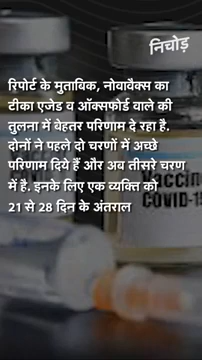 निचोड़
रिपोर्ट के मुताबिक, नोवावैक्स का
टीका एजेड व ऑक्सफोर्ड वाले की
तुलना में बेहतर परिणाम दे रहा है.
दोनों ने पहले दो चरणों में अच्छे
परिणाम दिये हैं और अब तीसरे चरण
में है. इनके लिए एक व्यक्ति को
21 से 28 दिन के अंतराल
Vaccine
COVID-19